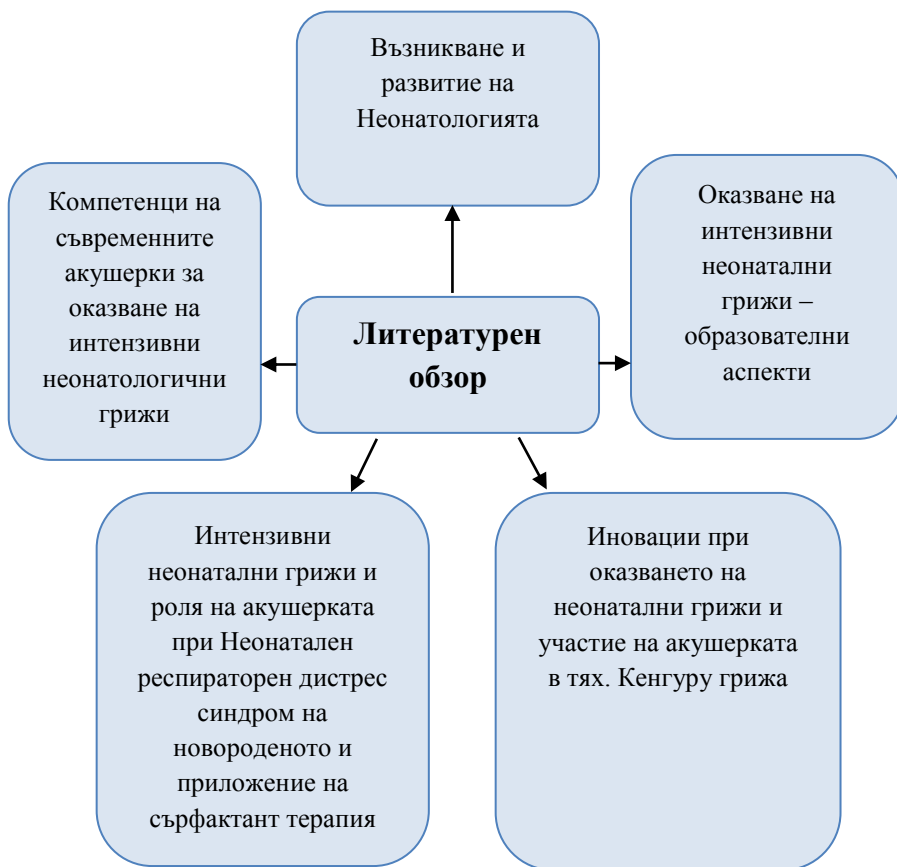 Възникване и
развитие на
Неонатологията
Компетенци на
съвременните
акушерки за
оказване на
интензивни
неонатологични
грижи
Оказване на
интензивни
неонатални
грижи –
образователни
аспекти
Литературен
обзор
Интензивни
неонатални грижи и
роля на акушерката
при Неонатален
респираторен дистрес
синдром на
новороденото и
приложение на
сърфактант терапия
Иновации при
оказването на
неонатални грижи и
участие на акушерката
в тях. Кенгуру грижа